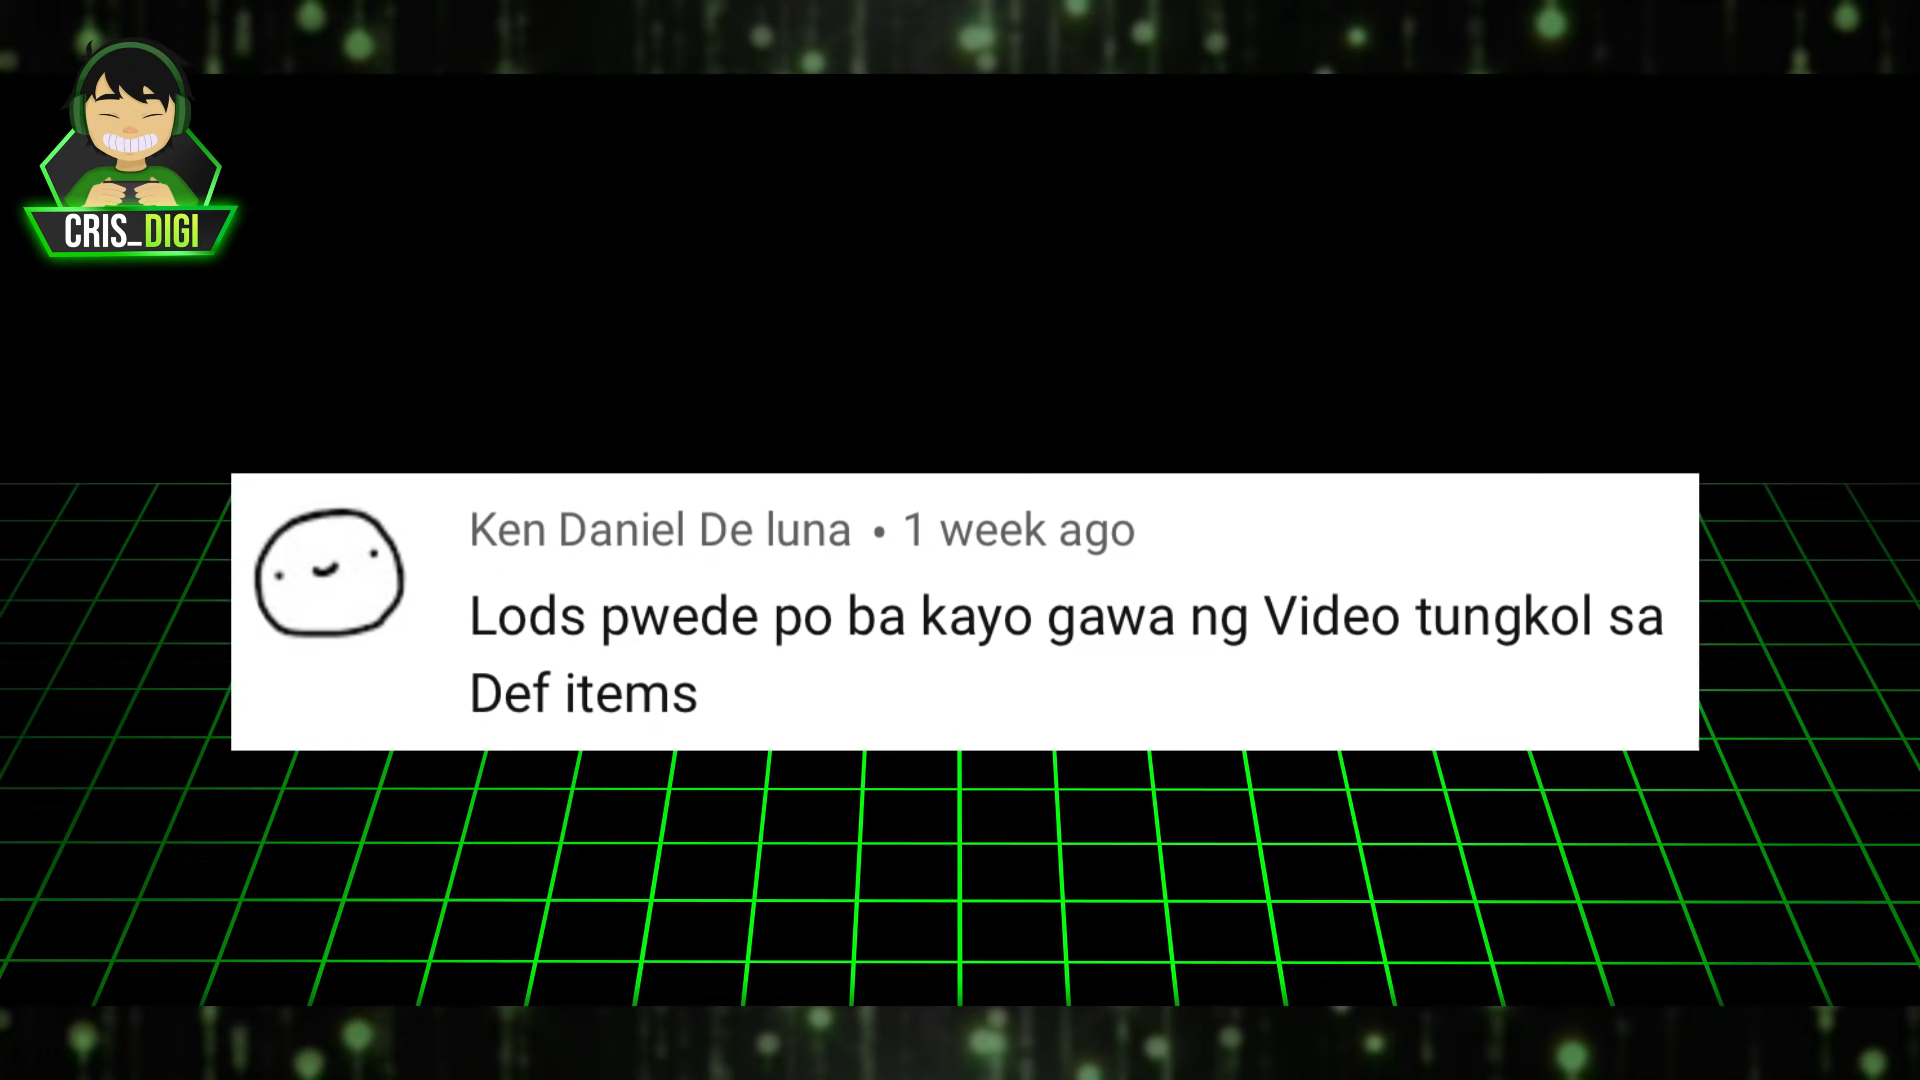 CRIS_DIGI
Ken Daniel De luna • 1 week ago
Lods pwede po ba kayo gawa ng Video tungkol sa
Def items